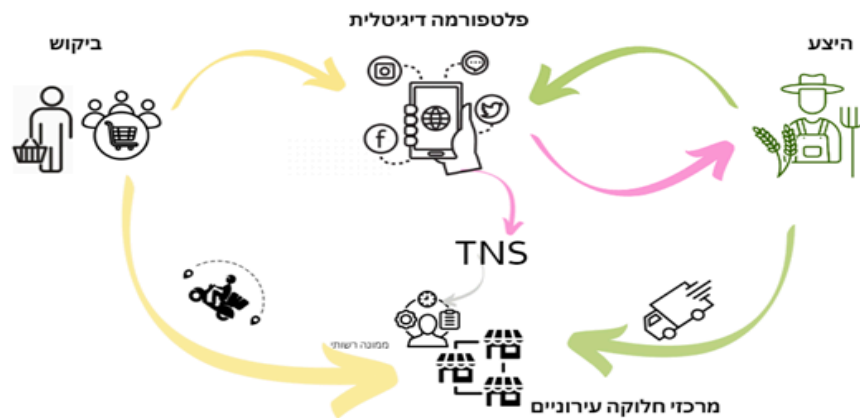 פלטפורמה דיגיטלית
היצע
ביקוש
TNS
ממונה רשותי
מרכזי חלוקה עירוניים